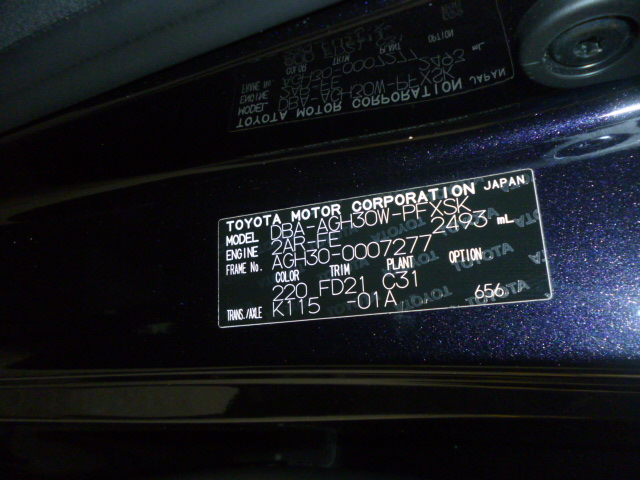 TOYOTA MOTOR CORPORATION JAPAN
MODEL DBA-AGH30W-PFXSK
ENGINE 2AR-FE 2493 mL
FRAME No. AGH30-0007277
COLOR TRIM PLANT OPTION
220 FD21 C31
TRANS./AXLE K115 -01A 656